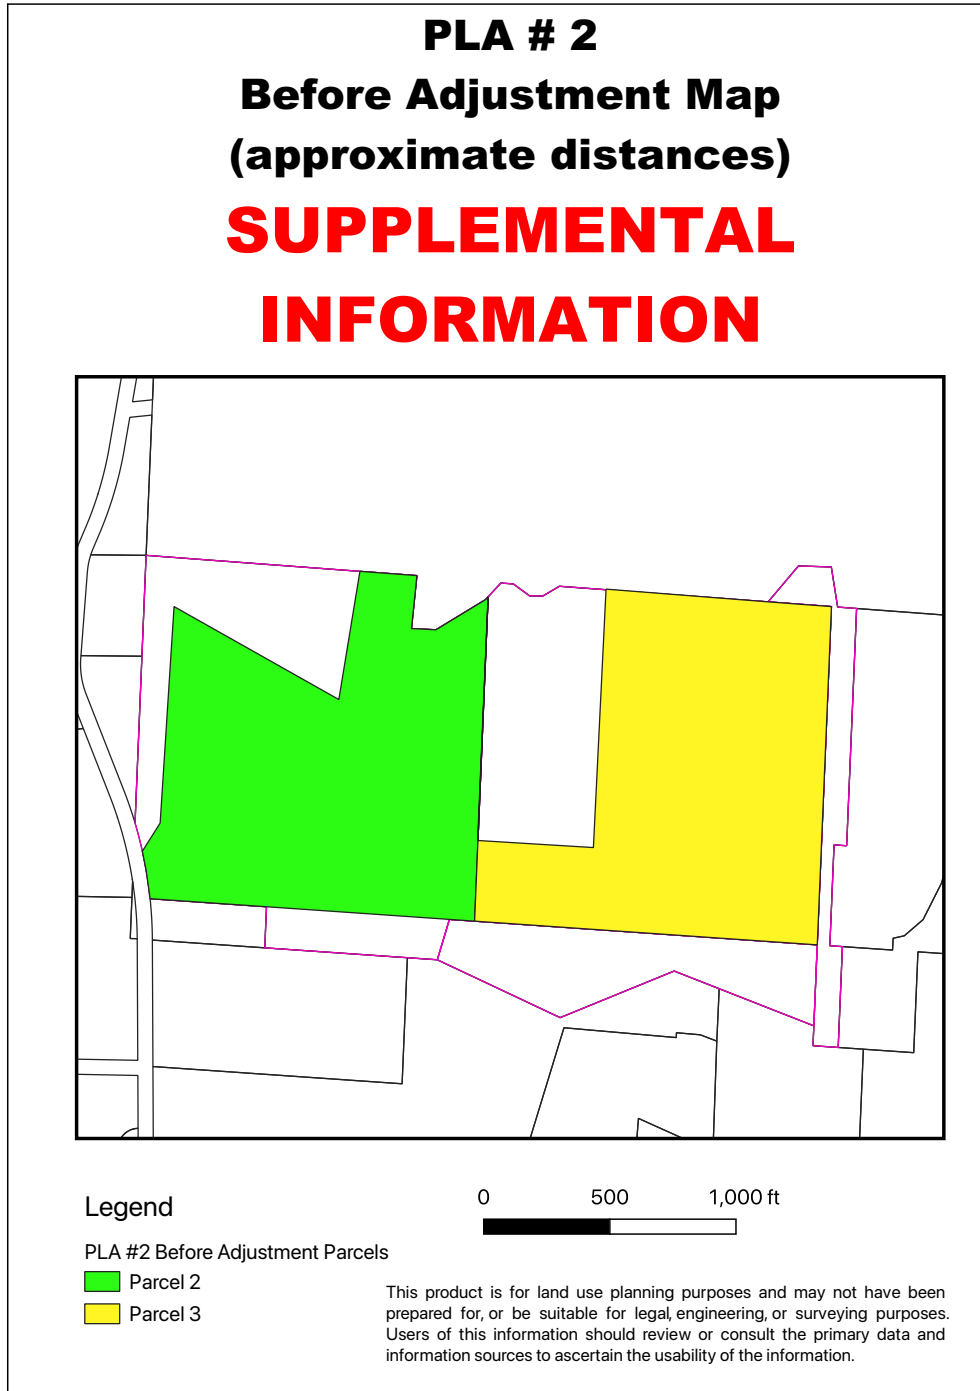 PLA # 2
Before Adjustment Map
(approximate distances)
SUPPLEMENTAL
INFORMATION
Legend
PLA #2 Before Adjustment Parcels
Parcel 2
Parcel 3
0 500 1,000 ft
This product is for land use planning purposes and may not have been
prepared for, or be suitable for legal, engineering, or surveying purposes.
Users of this information should review or consult the primary data and
information sources to ascertain the usability of the information.